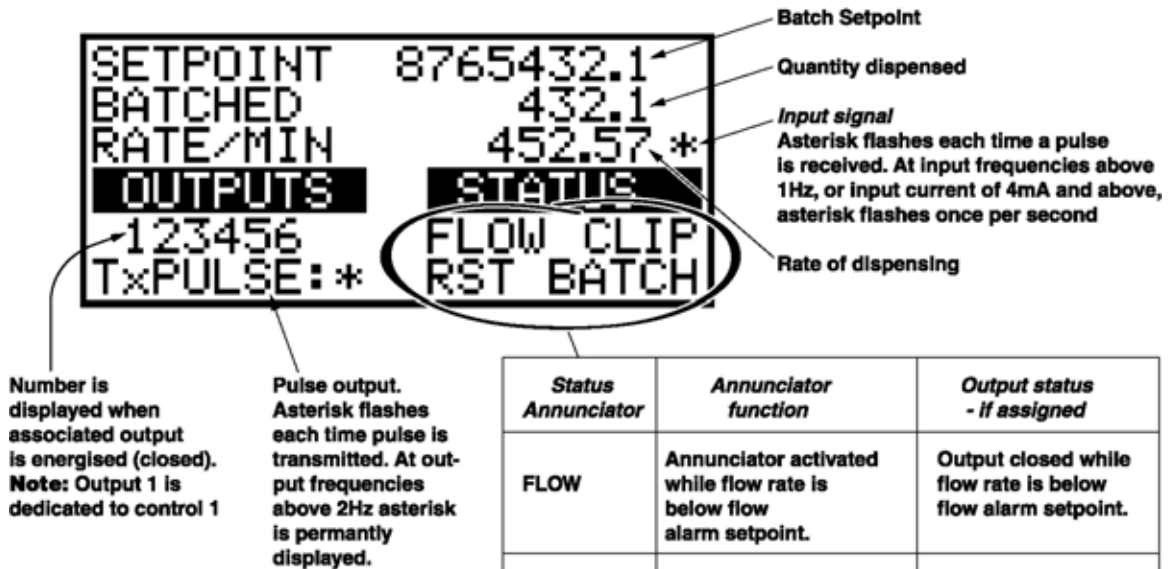 Batch Setpoint
SETPOINT 8765432.1
Quantity dispensed
BATCHED 432.1
Input signal
RATE/MIN 452.57 *
Asterisk flashes each time a pulse
is received. At input frequencies above
1Hz, or input current of 4mA and above,
asterisk flashes once per second
OUTPUTS STATUS
123456 FLOW CLIP
Rate of dispensing
TxPULSE:* RST BATCH
Number is
displayed when
associated output
is energised (closed).
Note: Output 1 is
dedicated to control 1
Pulse output.
Asterisk flashes
each time pulse is
transmitted. At out-
put frequencies
above 2Hz asterisk
is permantly
displayed.
Status
Annunciator
Annunciator
function
Output status
- if assigned
FLOW
Annunciator activated
while flow rate is
below flow
alarm setpoint.
Output closed while
flow rate is below
flow alarm setpoint.